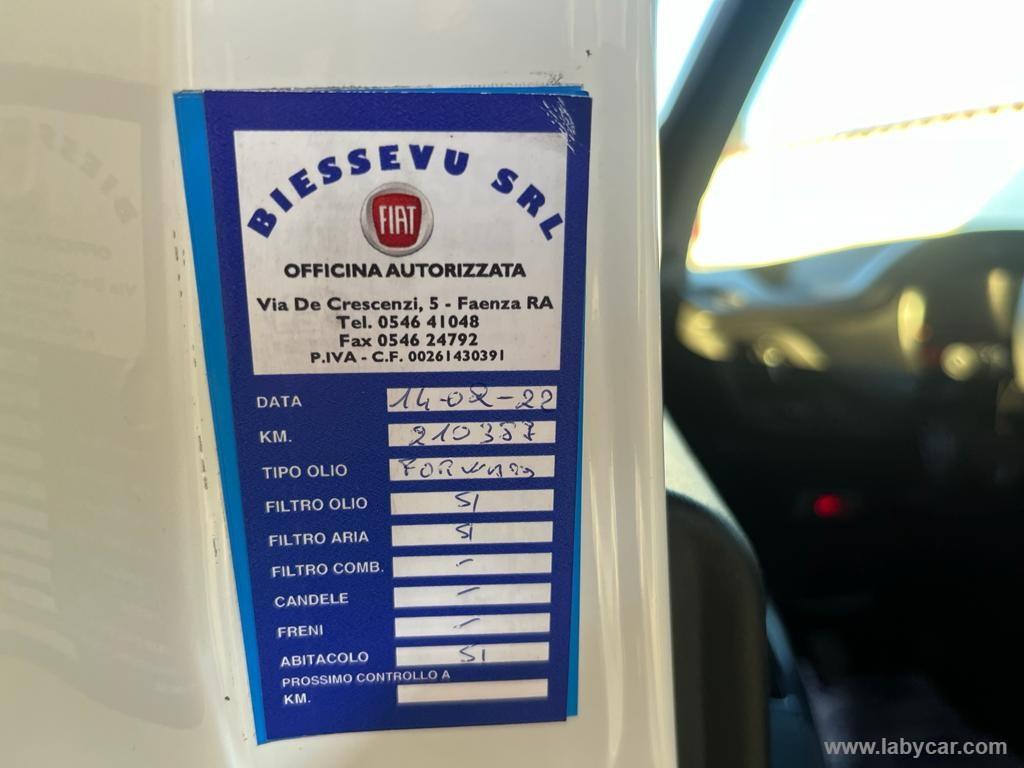 BIESSEVU SRL
FIAT
OFFICINA AUTORIZZATA
Via De Crescenzi, 5 - Faenza RA
Tel. 0546 41048
Fax 0546 24792
P.IVA - C.F. 00261430391
DATA 14-02-22
KM.
TIPO OLIO FORWARD
FILTRO OLIO SI
FILTRO ARIA SI
FILTRO COMB. -
CANDELE -
FRENI -
ABITACOLO SI
PROSSIMO CONTROLLO A
KM.
www.labycar.com